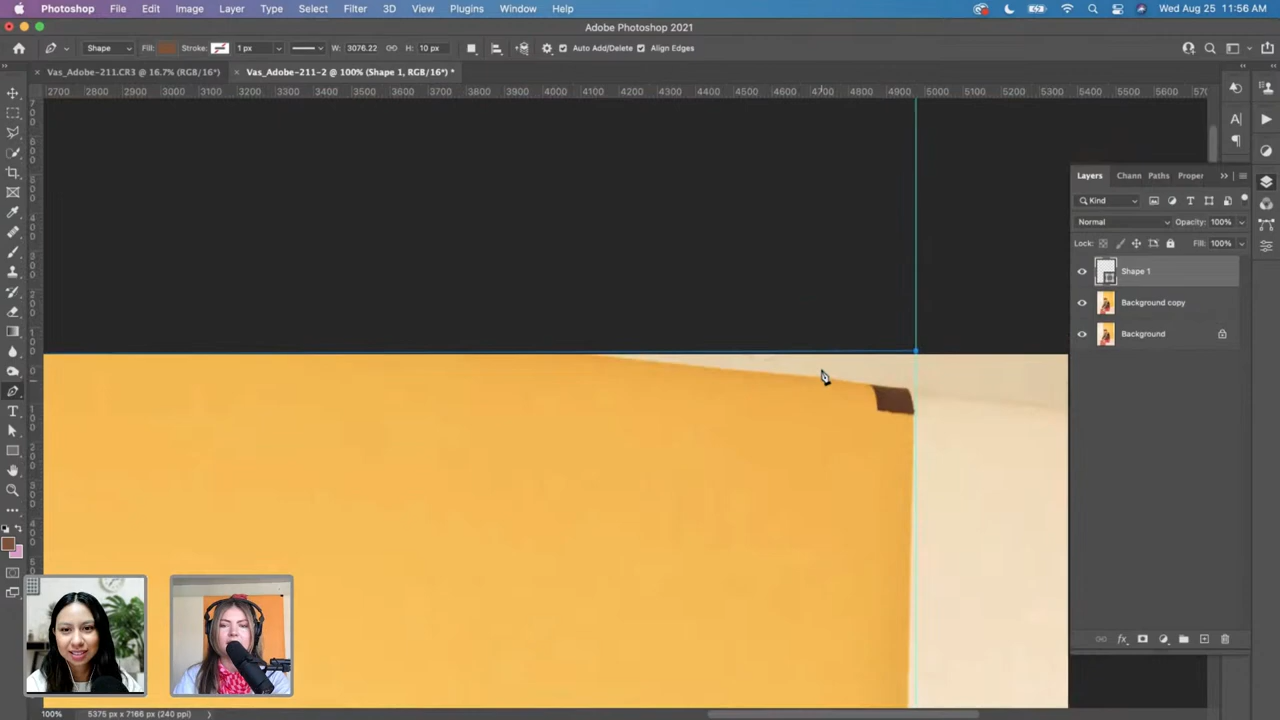 Photoshop File Edit Image Layer Type Select Filter 3D View Plugins Window Help Wed Aug 25 11:56 AM
Adobe Photoshop 2021
Shape Fill: Stroke: 1 px W: 3076.22 H: 10 px Auto Add/Delete Align Edges
× Vas_Adobe-211.CR3 @ 16.7% (RGB/16*) × Vas_Adobe-211-2 @ 100% (Shape 1, RGB/16*) *
2700 2800 2900 3000 3100 3200 3300 3400 3500 3600 3700 3800 3900 4000 4100 4200 4300 4400 4500 4600 4700 4800 4900 5000 5100 5200 5300 5400 5500 5600
Layers Chann Paths Proper
Kind
Normal Opacity: 100%
Lock: Fill: 100%
Shape 1
Background copy
Background
100% 5375 px x 7166 px (240 ppi)